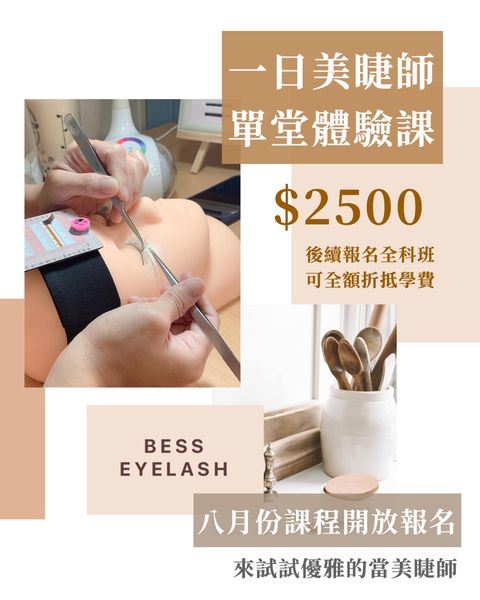 一日美睫師
單堂體驗課
$2500
後續報名全科班
可全額折抵學費
BESS
EYELASH
八月份課程開放報名
來試試優雅的當美睫師